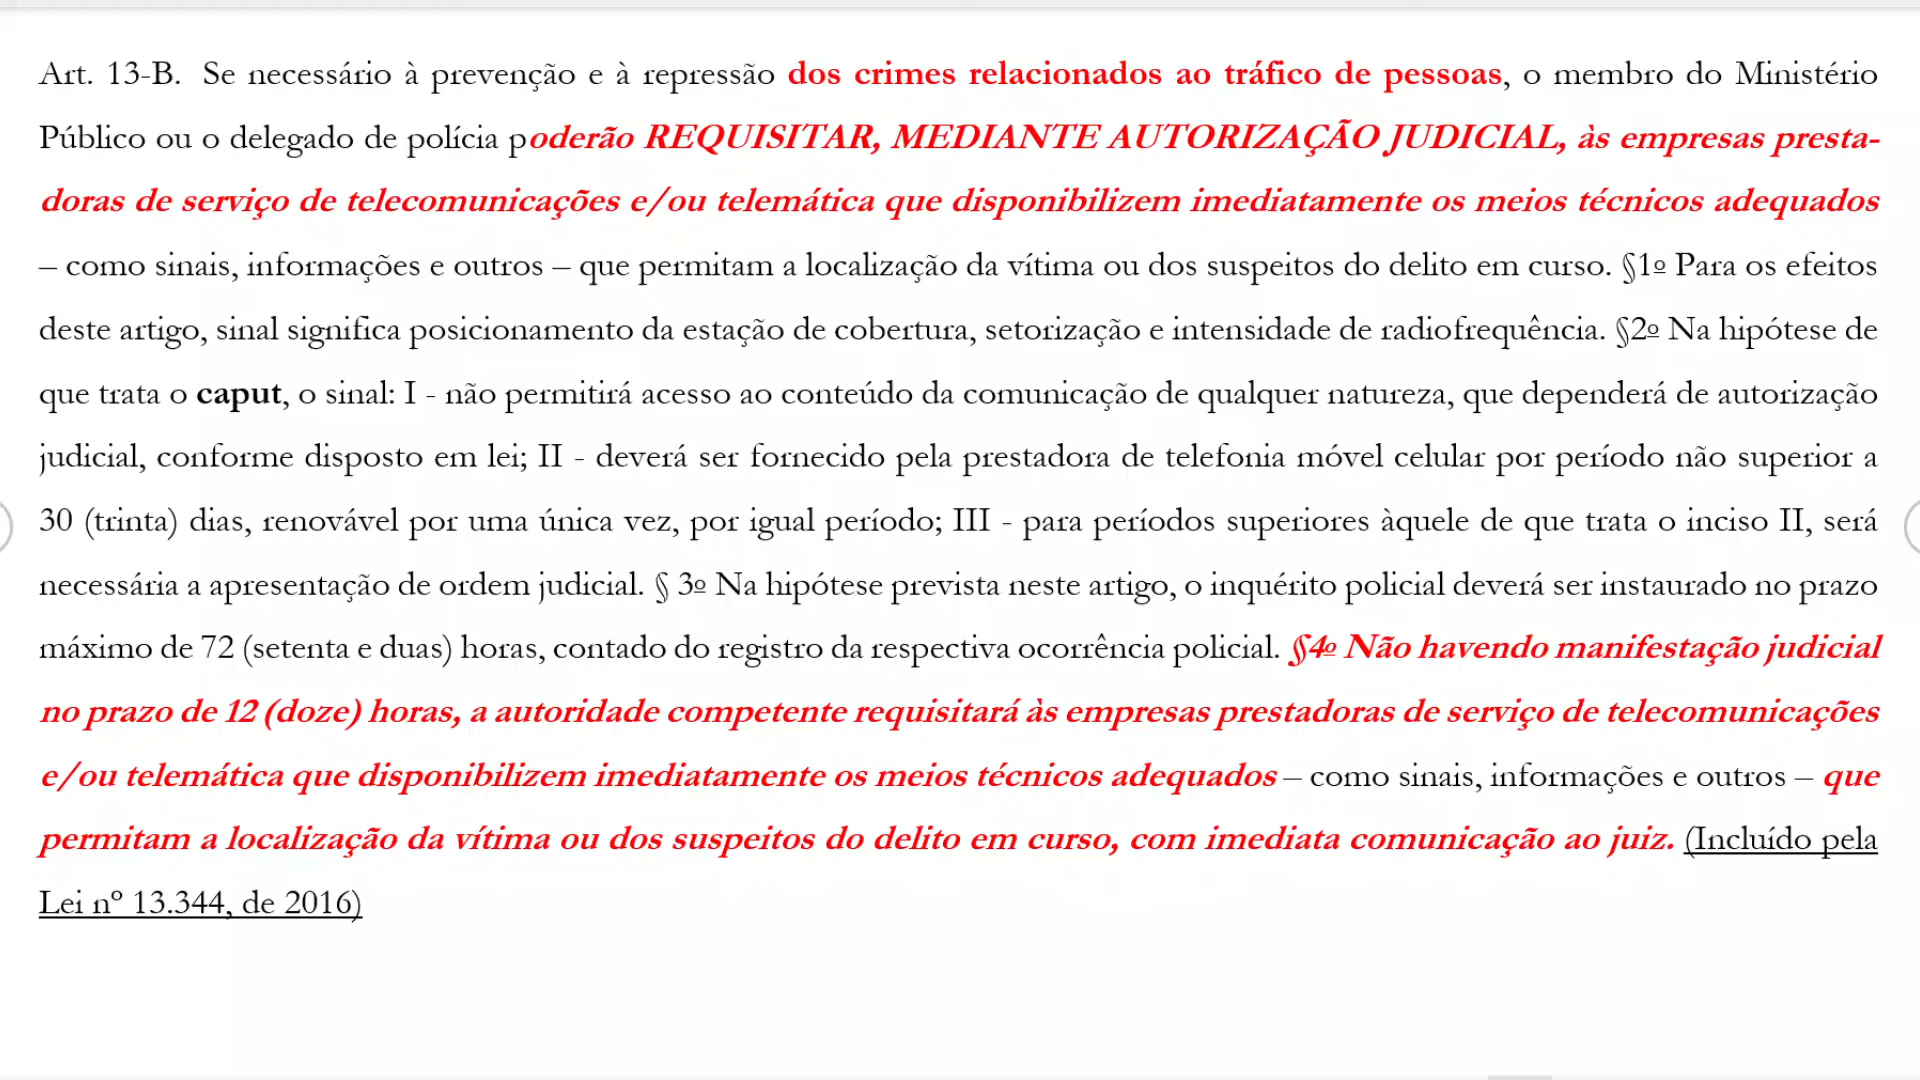 Art. 13-B. Se necessário à prevenção e à repressão dos crimes relacionados ao tráfico de pessoas, o membro do Ministério
Público ou o delegado de polícia poderão REQUISITAR, MEDIANTE AUTORIZAÇÃO JUDICIAL, às empresas presta-
doras de serviço de telecomunicações e/ou telemática que disponibilizem imediatamente os meios técnicos adequados
– como sinais, informações e outros – que permitam a localização da vítima ou dos suspeitos do delito em curso. §1º Para os efeitos
deste artigo, sinal significa posicionamento da estação de cobertura, setorização e intensidade de radiofrequência. §2º Na hipótese de
que trata o caput, o sinal: I - não permitirá acesso ao conteúdo da comunicação de qualquer natureza, que dependerá de autorização
judicial, conforme disposto em lei; II - deverá ser fornecido pela prestadora de telefonia móvel celular por período não superior a
30 (trinta) dias, renovável por uma única vez, por igual período; III - para períodos superiores àquele de que trata o inciso II, será
necessária a apresentação de ordem judicial. § 3º Na hipótese prevista neste artigo, o inquérito policial deverá ser instaurado no prazo
máximo de 72 (setenta e duas) horas, contado do registro da respectiva ocorrência policial. §4º Não havendo manifestação judicial
no prazo de 12 (doze) horas, a autoridade competente requisitará às empresas prestadoras de serviço de telecomunicações
e/ou telemática que disponibilizem imediatamente os meios técnicos adequados – como sinais, informações e outros – que
permitam a localização da vítima ou dos suspeitos do delito em curso, com imediata comunicação ao juiz. (Incluído pela
Lei nº 13.344, de 2016)